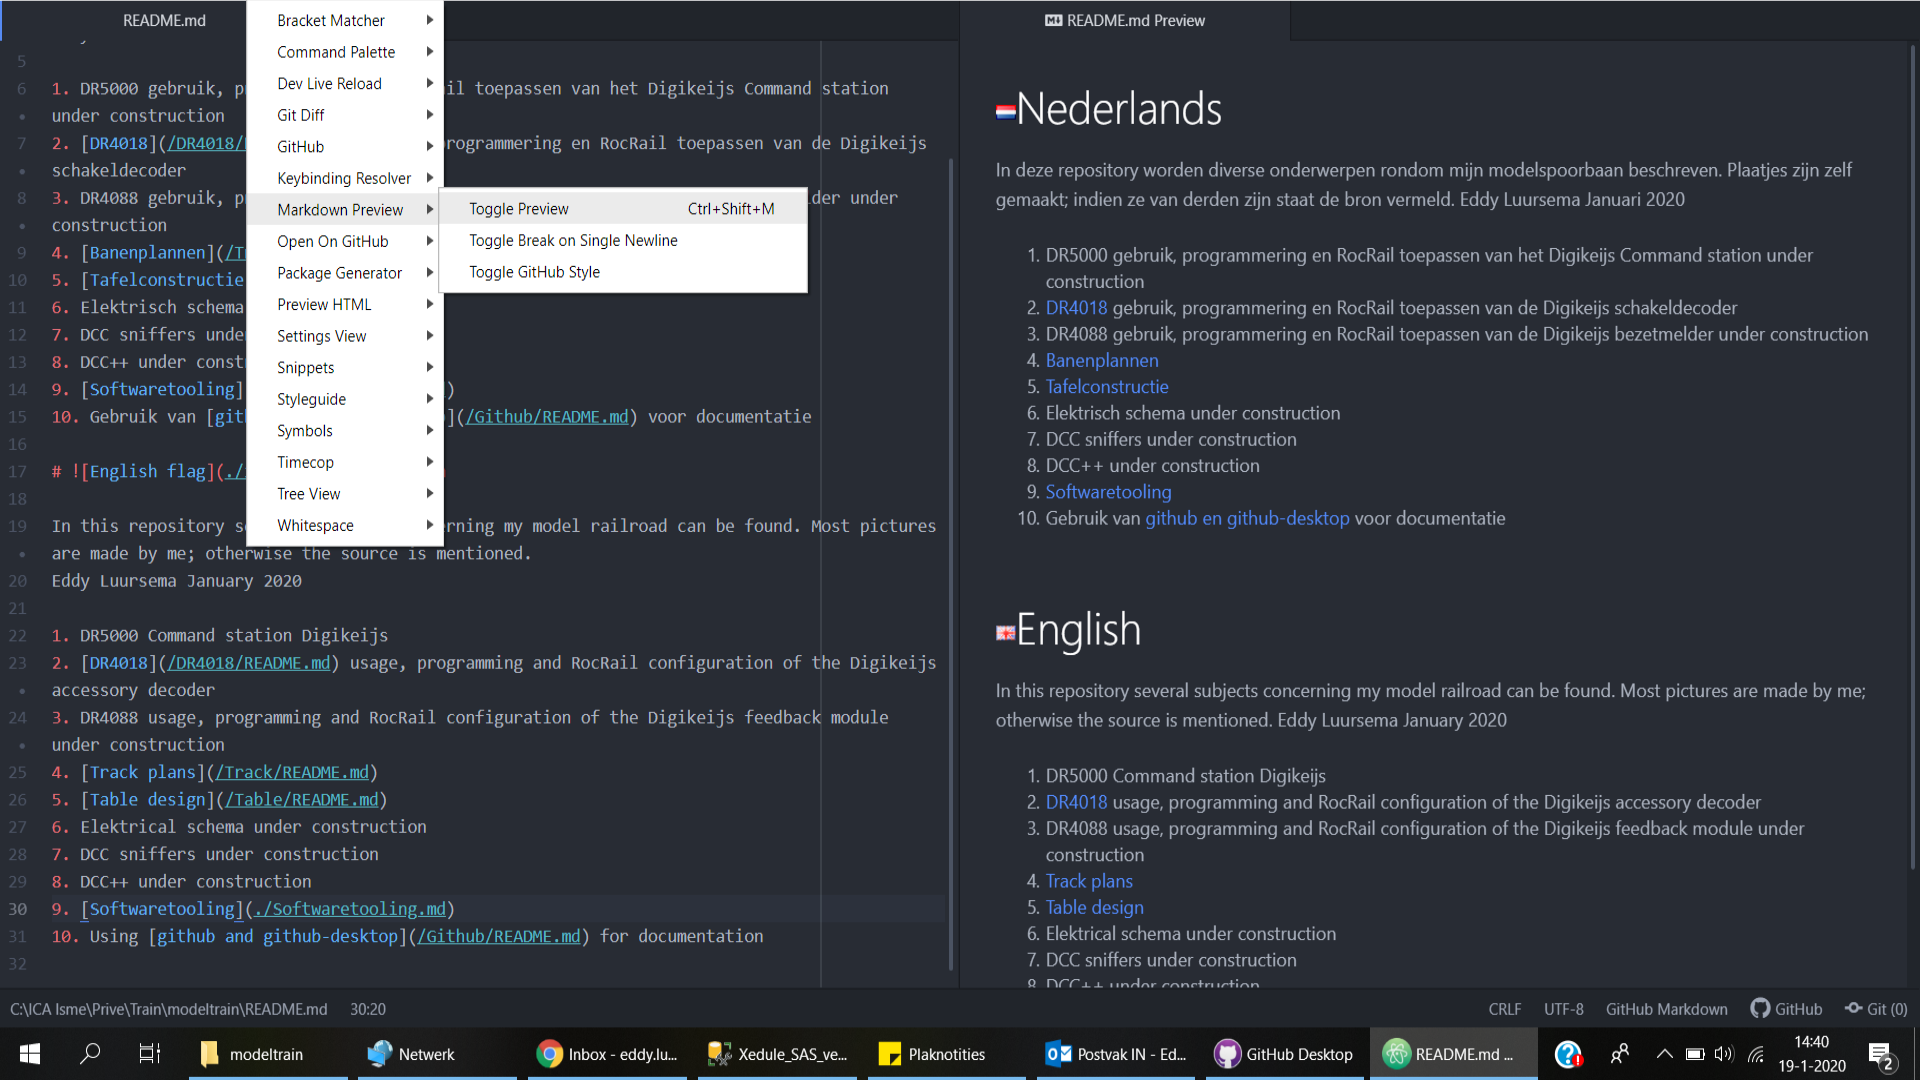 README.md
5
6 1. DR5000 gebruik, p
il toepassen van het Digikeijs Command station
under construction
7 2. [DR4018](/DR4018/
rogrammering en RocRail toepassen van de Digikeijs
schakeldecoder
8 3. DR4088 gebruik, p
lder under
construction
9 4. [Banenplannen](/T
10 5. [Tafelconstructie
11 6. Elektrisch schema
12 7. DCC sniffers unde
13 8. DCC++ under const
14 9. [Softwaretooling]
)
15 10. Gebruik van [git
](/Github/README.md) voor documentatie
16
17 # ![English flag](./
18
19 In this repository s
erning my model railroad can be found. Most pictures
are made by me; otherwise the source is mentioned.
20 Eddy Luursema January 2020
21
22 1. DR5000 Command station Digikeijs
23 2. [DR4018](/DR4018/README.md) usage, programming and RocRail configuration of the Digikeijs
accessory decoder
24 3. DR4088 usage, programming and RocRail configuration of the Digikeijs feedback module
under construction
25 4. [Track plans](/Track/README.md)
26 5. [Table design](/Table/README.md)
27 6. Elektrical schema under construction
28 7. DCC sniffers under construction
29 8. DCC++ under construction
30 9. [Softwaretooling](./Softwaretooling.md)
31 10. Using [github and github-desktop](/Github/README.md) for documentation
32
Bracket Matcher
Command Palette
Dev Live Reload
Git Diff
GitHub
Keybinding Resolver
Markdown Preview
Open On GitHub
Package Generator
Preview HTML
Settings View
Snippets
Styleguide
Symbols
Timecop
Tree View
Whitespace
Toggle Preview Ctrl+Shift+M
Toggle Break on Single Newline
Toggle GitHub Style
README.md Preview
Nederlands
In deze repository worden diverse onderwerpen rondom mijn modelspoorbaan beschreven. Plaatjes zijn zelf
gemaakt; indien ze van derden zijn staat de bron vermeld. Eddy Luursema Januari 2020
1. DR5000 gebruik, programmering en RocRail toepassen van het Digikeijs Command station under
construction
2. DR4018 gebruik, programmering en RocRail toepassen van de Digikeijs schakeldecoder
3. DR4088 gebruik, programmering en RocRail toepassen van de Digikeijs bezetmelder under construction
4. Banenplannen
5. Tafelconstructie
6. Elektrisch schema under construction
7. DCC sniffers under construction
8. DCC++ under construction
9. Softwaretooling
10. Gebruik van github en github-desktop voor documentatie
English
In this repository several subjects concerning my model railroad can be found. Most pictures are made by me;
otherwise the source is mentioned. Eddy Luursema January 2020
1. DR5000 Command station Digikeijs
2. DR4018 usage, programming and RocRail configuration of the Digikeijs accessory decoder
3. DR4088 usage, programming and RocRail configuration of the Digikeijs feedback module under
construction
4. Track plans
5. Table design
6. Elektrical schema under construction
7. DCC sniffers under construction
8. DCC++ under construction
C:\ICA Isme\Prive\Train\modeltrain\README.md 30:20
CRLF UTF-8 GitHub Markdown GitHub Git (0)
modeltrain Netwerk Inbox - eddy.lu... Xedule_SAS_ve... Plaknotities Postvak IN - Ed... GitHub Desktop README.md ...
14:40
19-1-2020
2